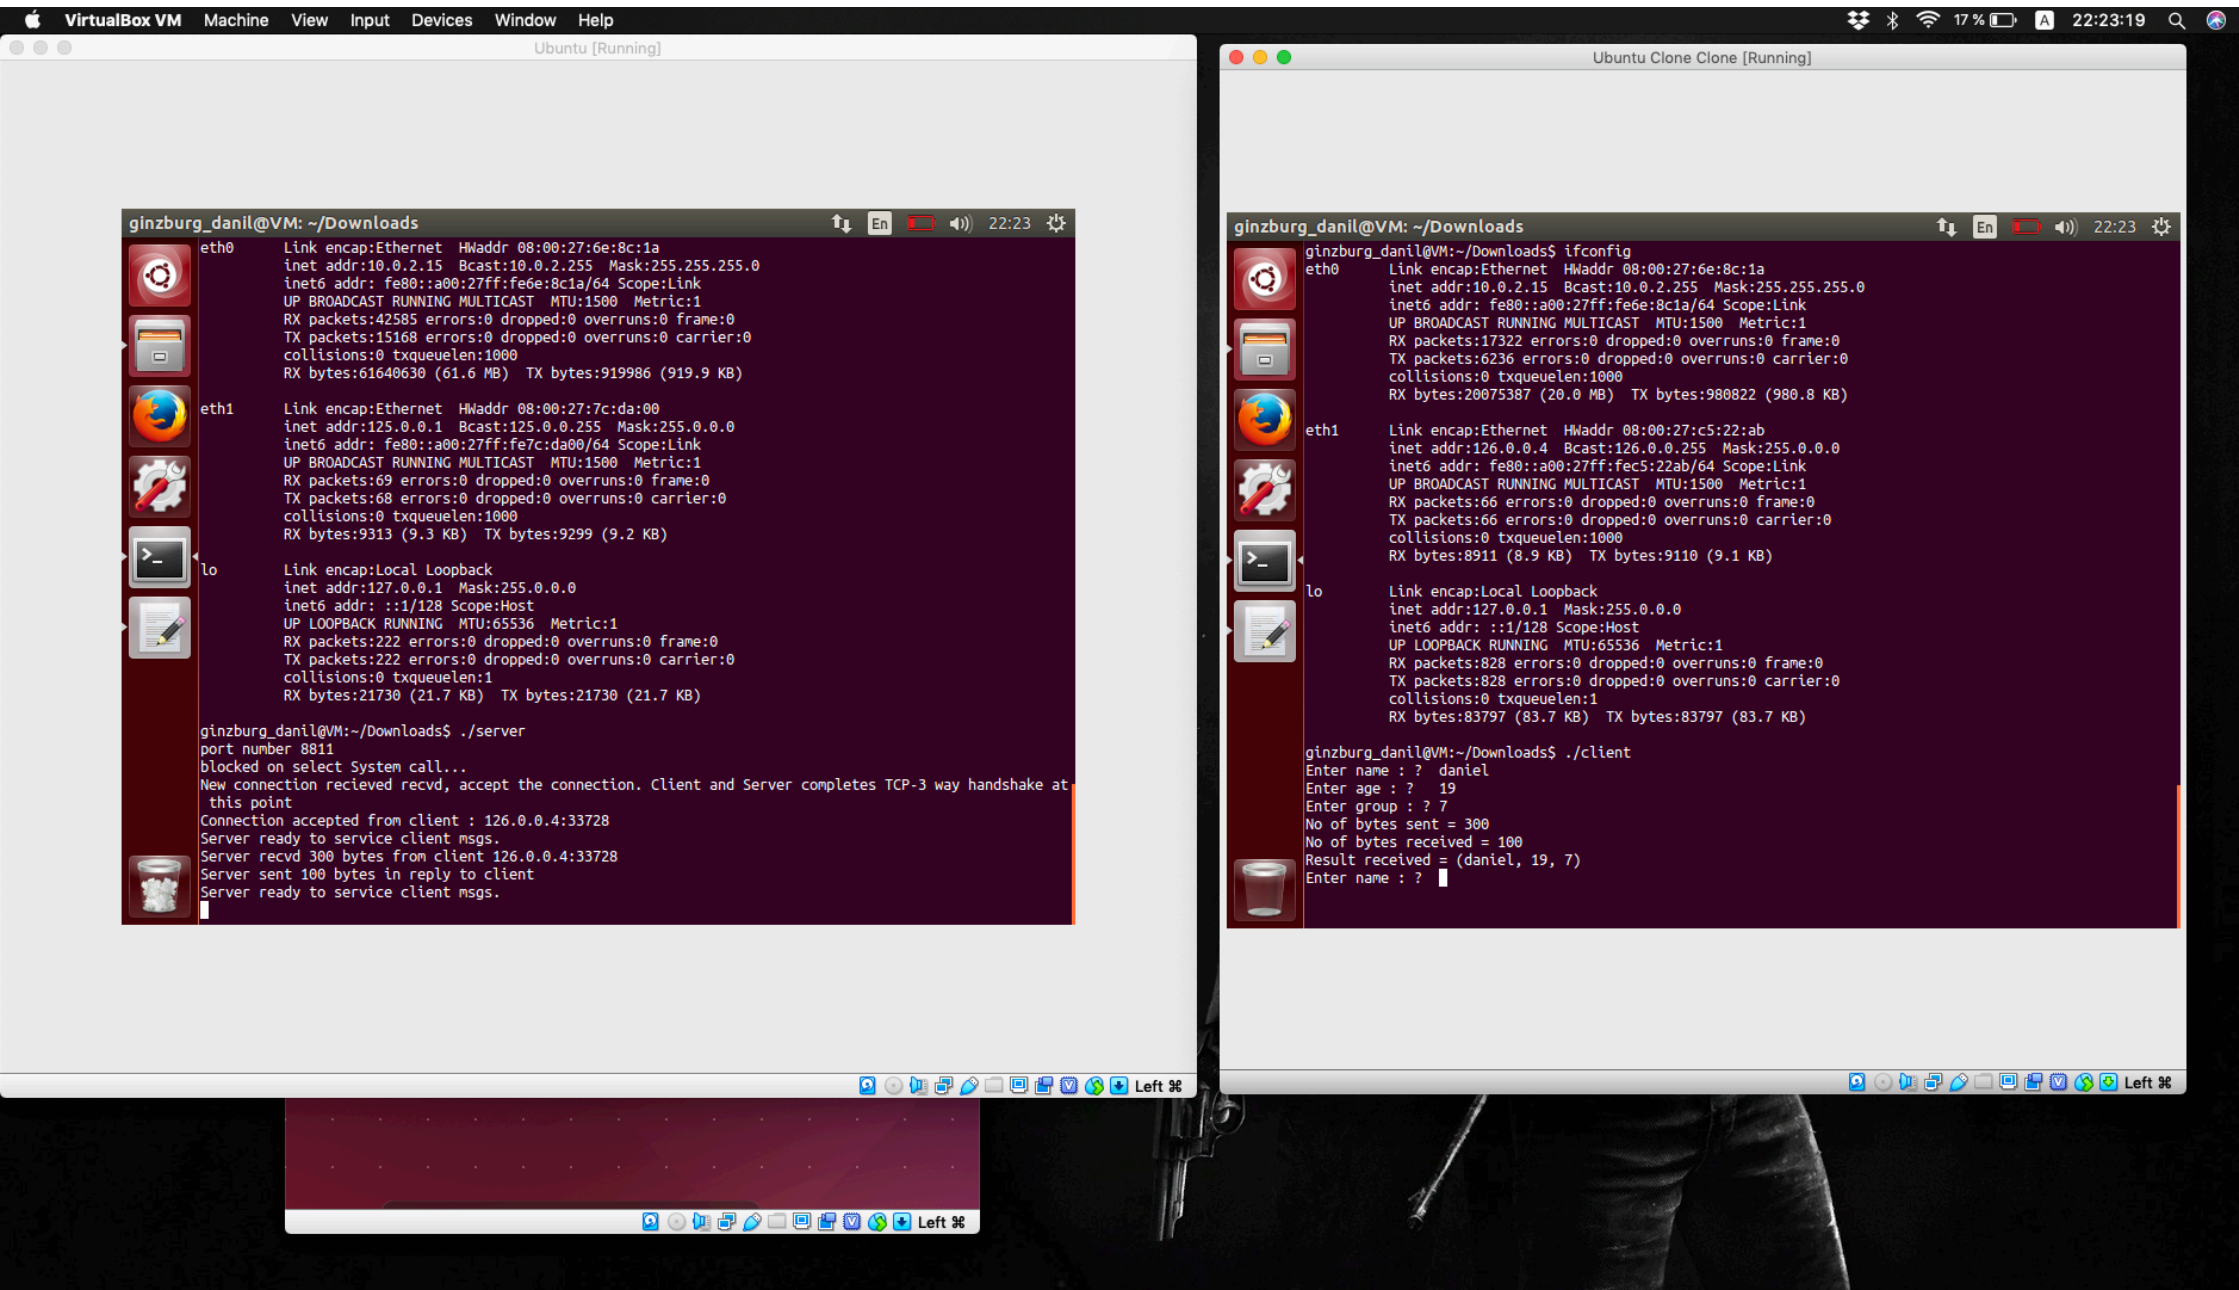 VirtualBox VM Machine View Input Devices Window Help 17 % A 22:23:19
Ubuntu [Running]
ginzburg_danil@VM: ~/Downloads En 22:23
eth0 Link encap:Ethernet HWaddr 08:00:27:6e:8c:1a
inet addr:10.0.2.15 Bcast:10.0.2.255 Mask:255.255.255.0
inet6 addr: fe80::a00:27ff:fe6e:8c1a/64 Scope:Link
UP BROADCAST RUNNING MULTICAST MTU:1500 Metric:1
RX packets:42585 errors:0 dropped:0 overruns:0 frame:0
TX packets:15168 errors:0 dropped:0 overruns:0 carrier:0
collisions:0 txqueuelen:1000
RX bytes:61640630 (61.6 MB) TX bytes:919986 (919.9 KB)
eth1 Link encap:Ethernet HWaddr 08:00:27:7c:da:00
inet addr:125.0.0.1 Bcast:125.0.0.255 Mask:255.0.0.0
inet6 addr: fe80::a00:27ff:fe7c:da00/64 Scope:Link
UP BROADCAST RUNNING MULTICAST MTU:1500 Metric:1
RX packets:69 errors:0 dropped:0 overruns:0 frame:0
TX packets:68 errors:0 dropped:0 overruns:0 carrier:0
collisions:0 txqueuelen:1000
RX bytes:9313 (9.3 KB) TX bytes:9299 (9.2 KB)
lo Link encap:Local Loopback
inet addr:127.0.0.1 Mask:255.0.0.0
inet6 addr: ::1/128 Scope:Host
UP LOOPBACK RUNNING MTU:65536 Metric:1
RX packets:222 errors:0 dropped:0 overruns:0 frame:0
TX packets:222 errors:0 dropped:0 overruns:0 carrier:0
collisions:0 txqueuelen:1
RX bytes:21730 (21.7 KB) TX bytes:21730 (21.7 KB)
ginzburg_danil@VM:~/Downloads$ ./server
port number 8811
blocked on select System call...
New connection recieved recvd, accept the connection. Client and Server completes TCP-3 way handshake at
this point
Connection accepted from client : 126.0.0.4:33728
Server ready to service client msgs.
Server recvd 300 bytes from client 126.0.0.4:33728
Server sent 100 bytes in reply to client
Server ready to service client msgs.
Left ⌘
Left ⌘
Ubuntu Clone Clone [Running]
ginzburg_danil@VM: ~/Downloads En 22:23
ginzburg_danil@VM:~/Downloads$ ifconfig
eth0 Link encap:Ethernet HWaddr 08:00:27:6e:8c:1a
inet addr:10.0.2.15 Bcast:10.0.2.255 Mask:255.255.255.0
inet6 addr: fe80::a00:27ff:fe6e:8c1a/64 Scope:Link
UP BROADCAST RUNNING MULTICAST MTU:1500 Metric:1
RX packets:17322 errors:0 dropped:0 overruns:0 frame:0
TX packets:6236 errors:0 dropped:0 overruns:0 carrier:0
collisions:0 txqueuelen:1000
RX bytes:20075387 (20.0 MB) TX bytes:980822 (980.8 KB)
eth1 Link encap:Ethernet HWaddr 08:00:27:c5:22:ab
inet addr:126.0.0.4 Bcast:126.0.0.255 Mask:255.0.0.0
inet6 addr: fe80::a00:27ff:fec5:22ab/64 Scope:Link
UP BROADCAST RUNNING MULTICAST MTU:1500 Metric:1
RX packets:66 errors:0 dropped:0 overruns:0 frame:0
TX packets:66 errors:0 dropped:0 overruns:0 carrier:0
collisions:0 txqueuelen:1000
RX bytes:8911 (8.9 KB) TX bytes:9110 (9.1 KB)
lo Link encap:Local Loopback
inet addr:127.0.0.1 Mask:255.0.0.0
inet6 addr: ::1/128 Scope:Host
UP LOOPBACK RUNNING MTU:65536 Metric:1
RX packets:828 errors:0 dropped:0 overruns:0 frame:0
TX packets:828 errors:0 dropped:0 overruns:0 carrier:0
collisions:0 txqueuelen:1
RX bytes:83797 (83.7 KB) TX bytes:83797 (83.7 KB)
ginzburg_danil@VM:~/Downloads$ ./client
Enter name : ? daniel
Enter age : ? 19
Enter group : ? 7
No of bytes sent = 300
No of bytes received = 100
Result received = (daniel, 19, 7)
Enter name : ?
Left ⌘